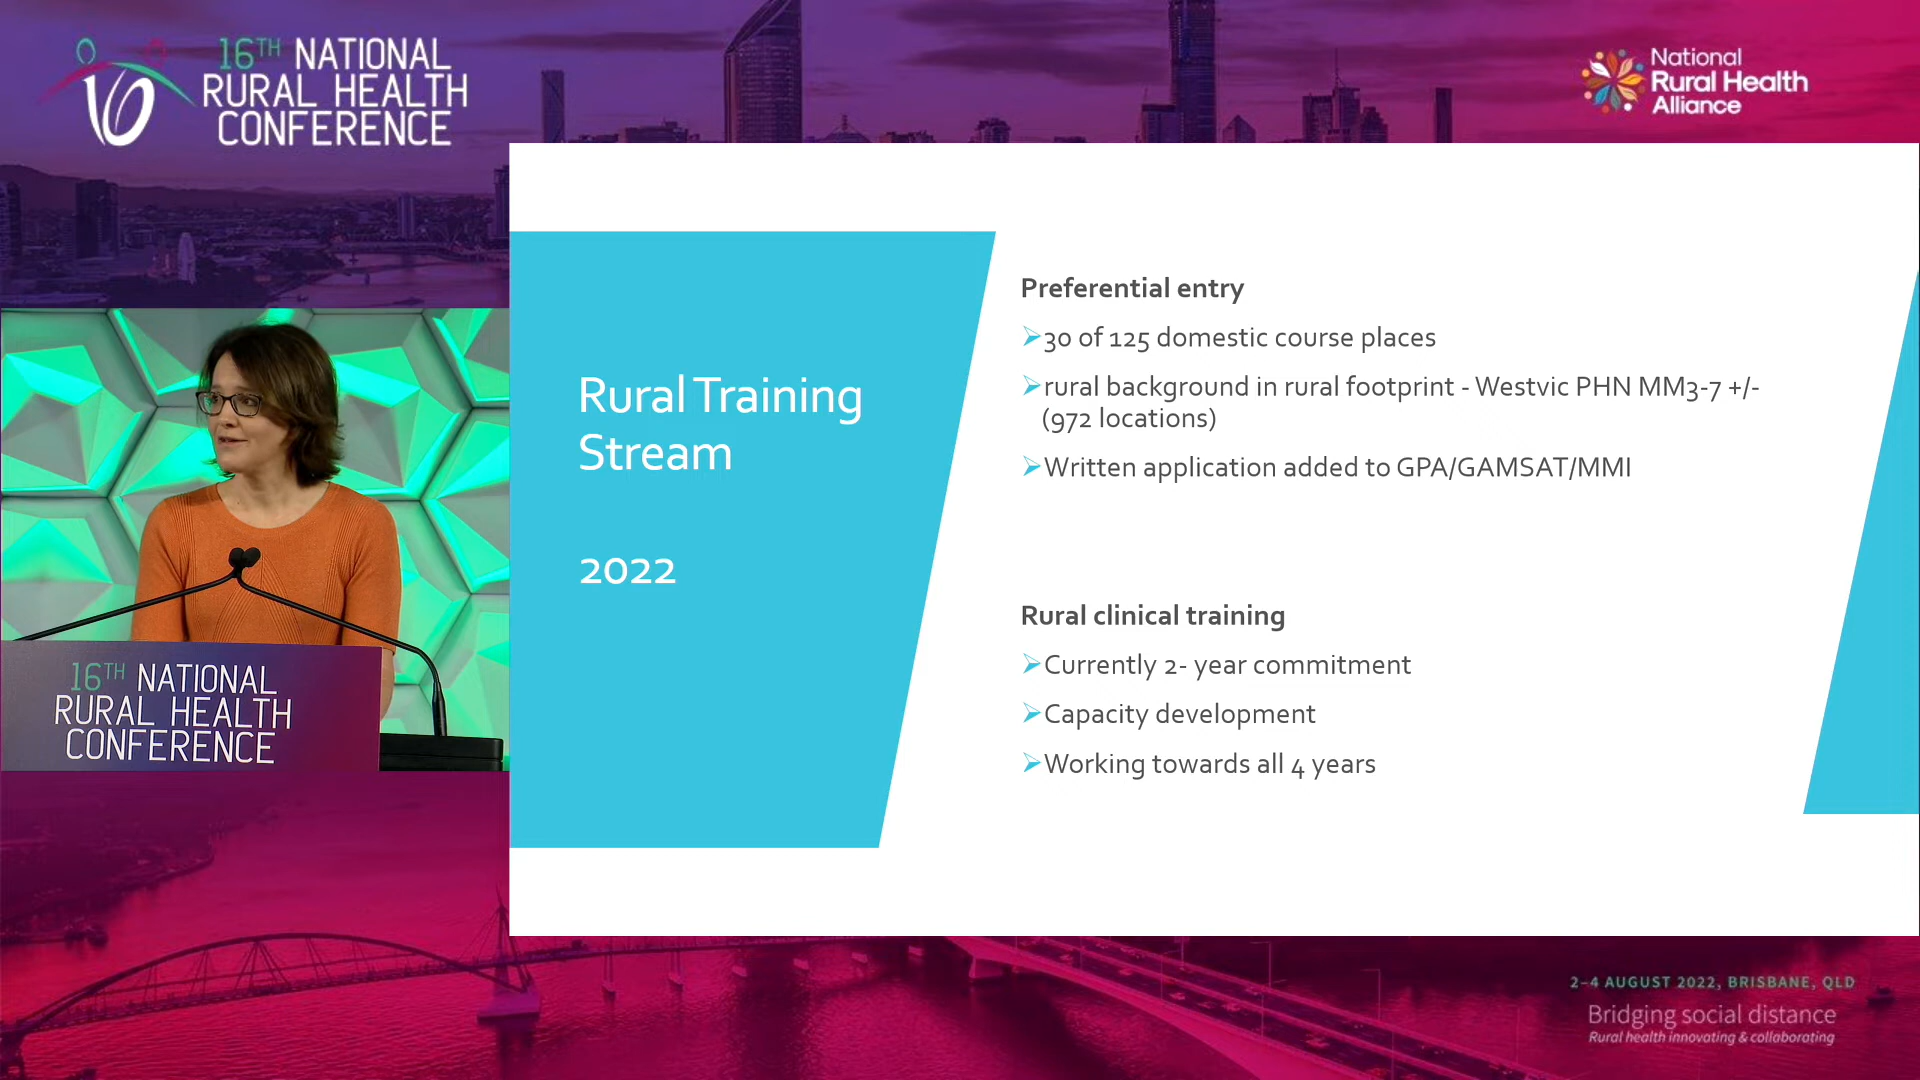 16TH NATIONAL
RURAL HEALTH
CONFERENCE
National
Rural Health
Alliance
Rural Training
Stream
2022
Preferential entry
➢30 of 125 domestic course places
➢rural background in rural footprint - Westvic PHN MM3-7 +/-
(972 locations)
➢Written application added to GPA/GAMSAT/MMI
Rural clinical training
➢Currently 2- year commitment
➢Capacity development
➢Working towards all 4 years
16TH NATIONAL
RURAL HEALTH
CONFERENCE
2–4 AUGUST 2022, BRISBANE, QLD
Bridging social distance
Rural health innovating & collaborating